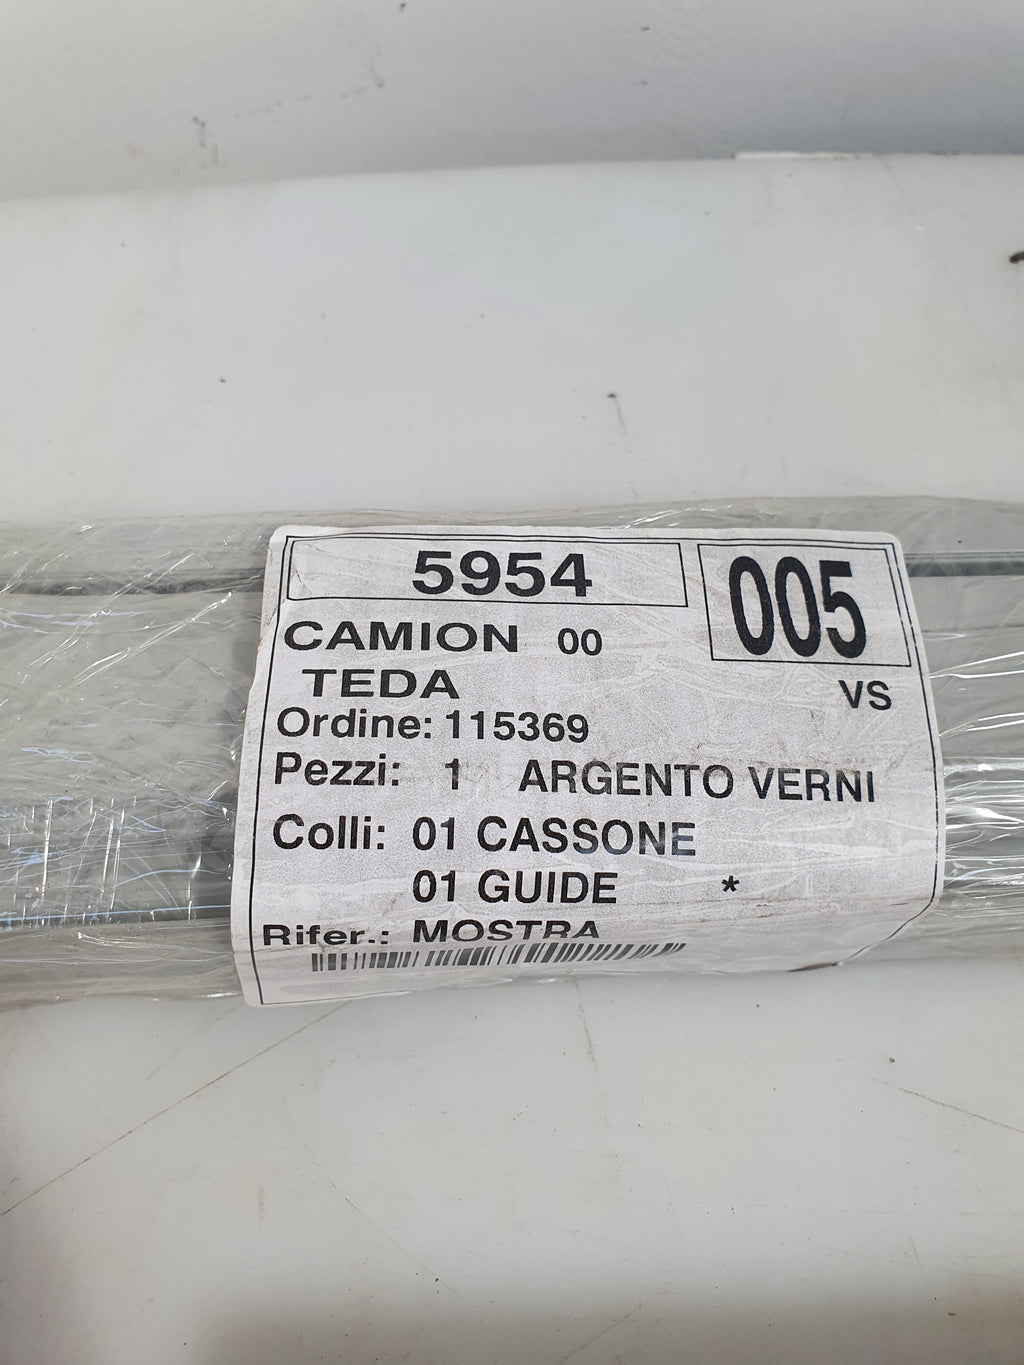 5954
005
CAMION 00
TEDA
VS
Ordine: 115369
Pezzi: 1 ARGENTO VERNI
Colli: 01 CASSONE
01 GUIDE *
Rifer.: MOSTRA